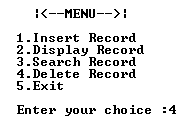 |<--MENU-->|
1.Insert Record
2.Display Record
3.Search Record
4.Delete Record
5.Exit
Enter your choice :4